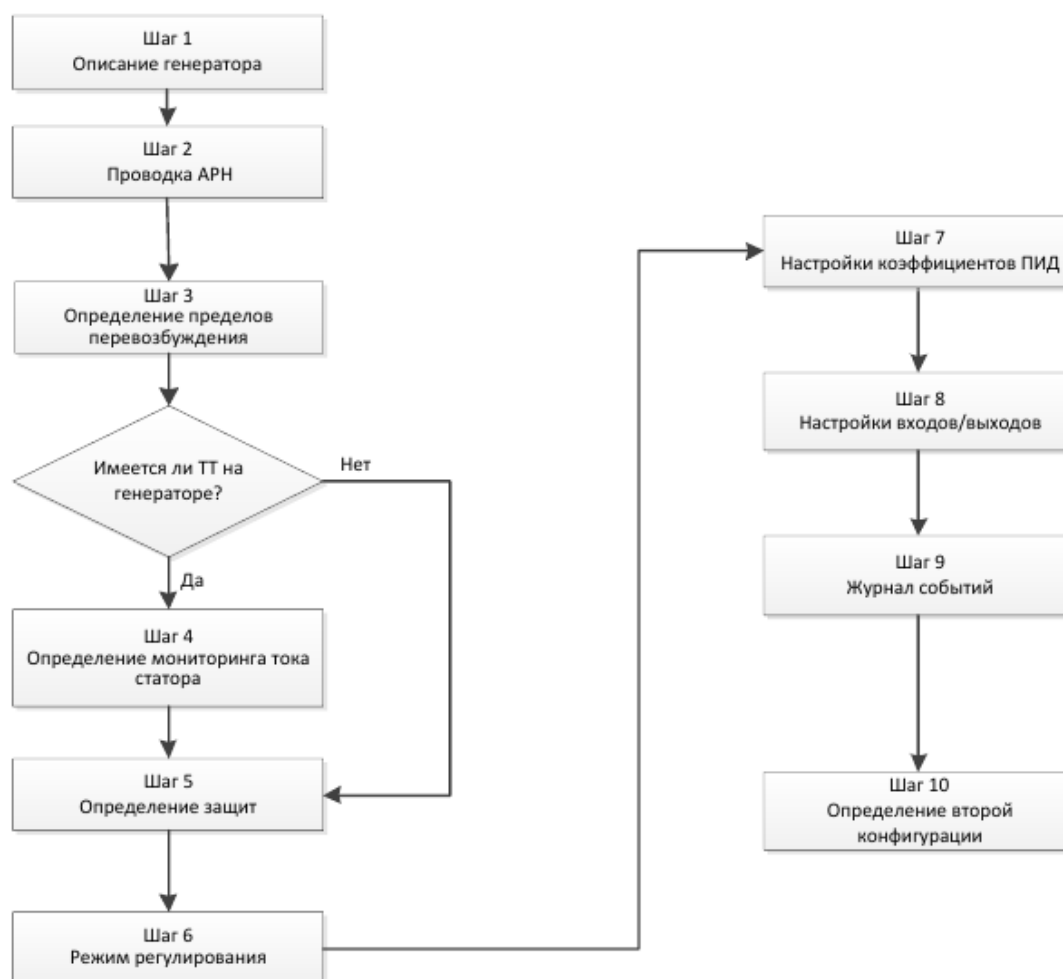 Шаг 1
Описание генератора
Шаг 2
Проводка АРН
Шаг 3
Определение пределов
перевозбуждения
Имеется ли ТТ на
генераторе?
Нет
Да
Шаг 4
Определение мониторинга тока
статора
Шаг 5
Определение защит
Шаг 6
Режим регулирования
Шаг 7
Настройки коэффициентов ПИД
Шаг 8
Настройки входов/выходов
Шаг 9
Журнал событий
Шаг 10
Определение второй
конфигурации